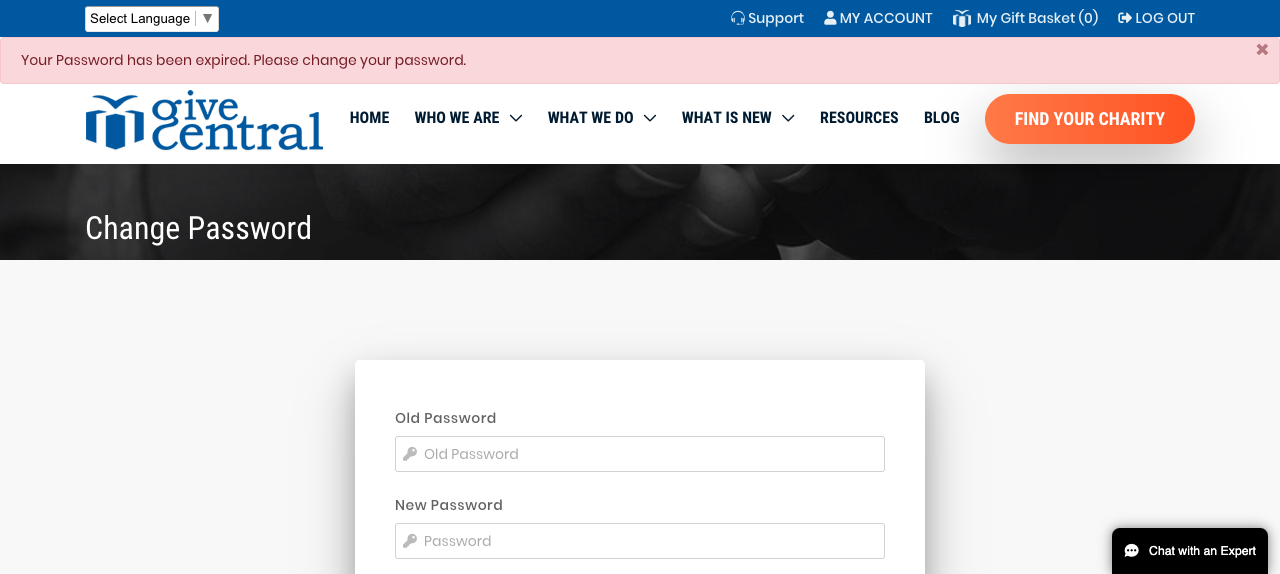 Select Language ▼
Support
MY ACCOUNT
My Gift Basket (0)
LOG OUT
Your Password has been expired. Please change your password.
✖
give
central
HOME
WHO WE ARE
WHAT WE DO
WHAT IS NEW
RESOURCES
BLOG
FIND YOUR CHARITY
Change Password
Old Password
Old Password
New Password
Password
Chat with an Expert